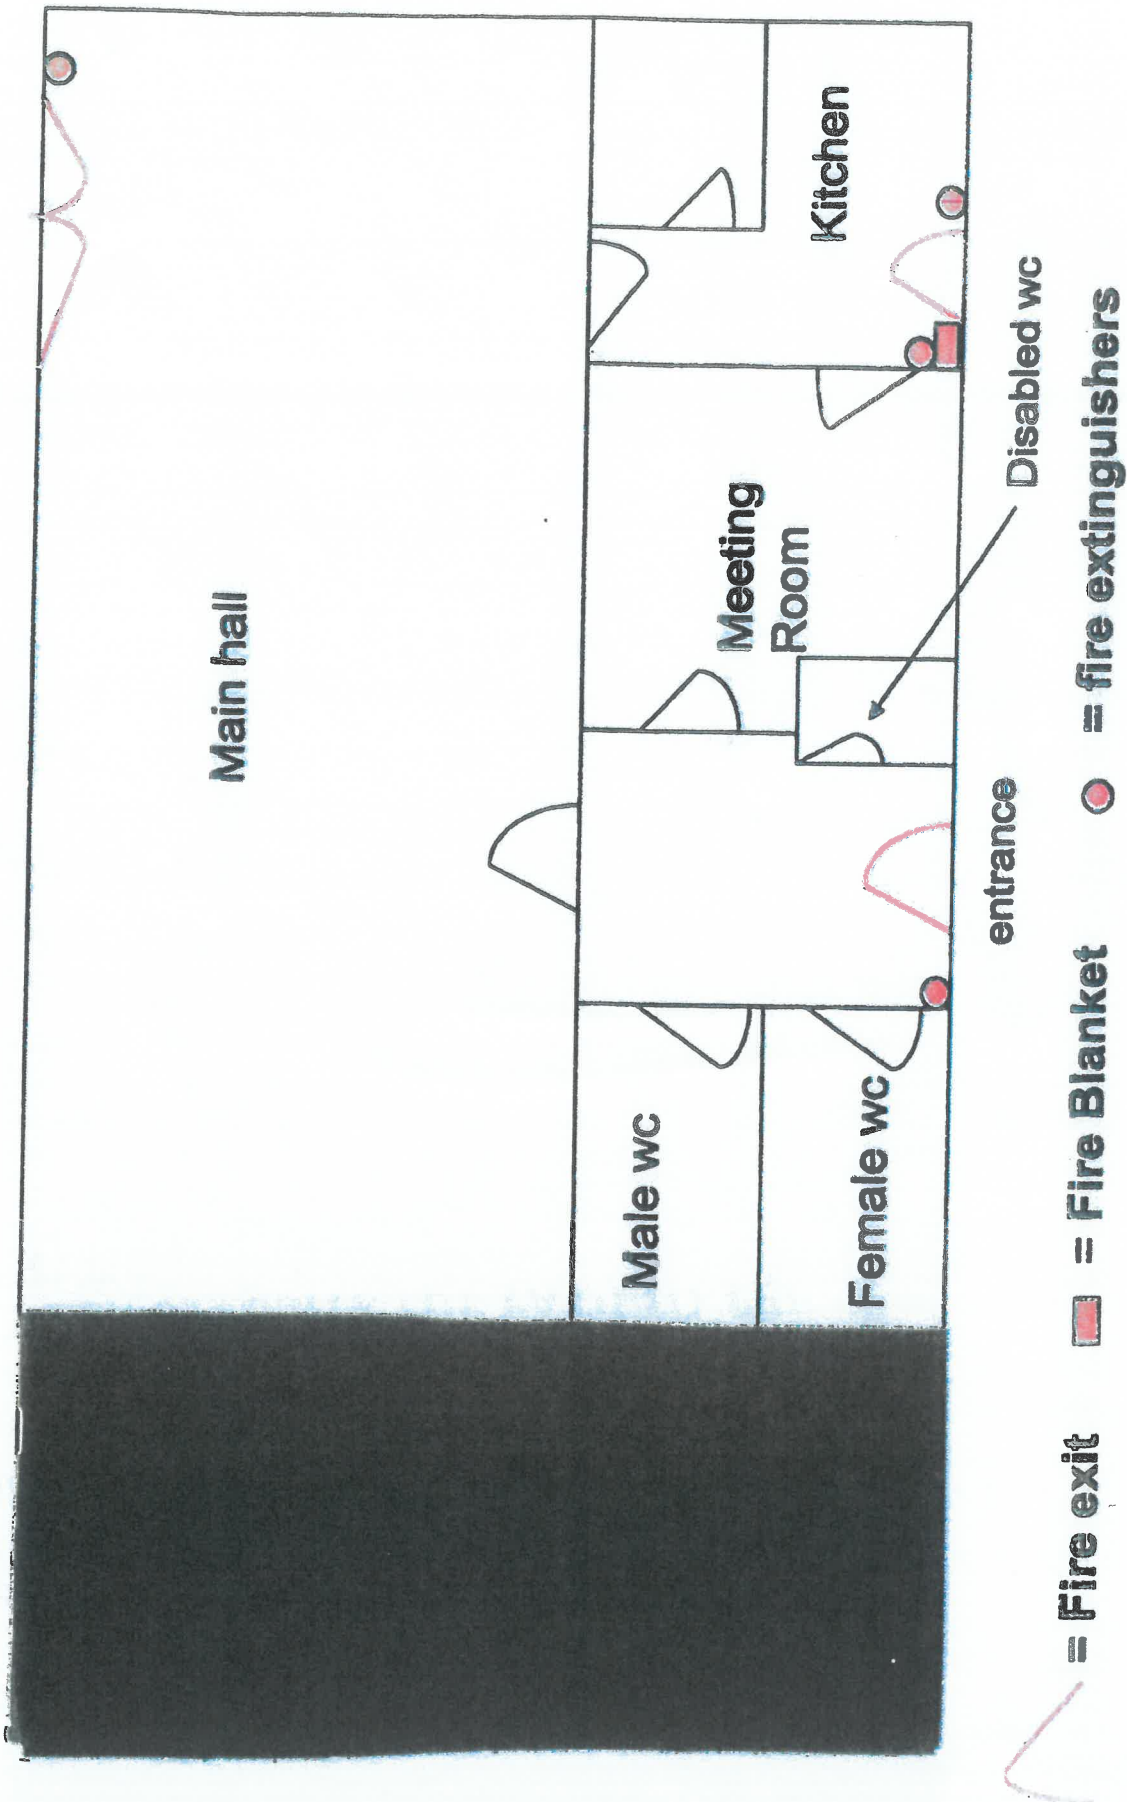 Main hall
Kitchen
Meeting
Room
Male wc
Female wc
Disabled wc
entrance
= Fire exit
= Fire Blanket
= fire extinguishers